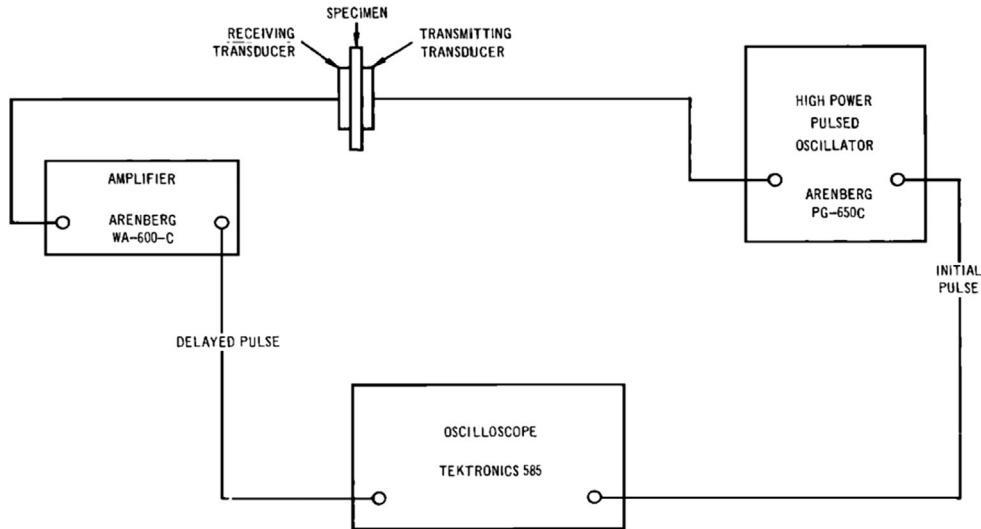 SPECIMEN
RECEIVING
TRANSDUCER
TRANSMITTING
TRANSDUCER
HIGH POWER
PULSED
OSCILLATOR
ARENBERG
PG-650C
AMPLIFIER
ARENBERG
WA-600-C
INITIAL
PULSE
DELAYED PULSE
OSCILLOSCOPE
TEKTRONICS 585